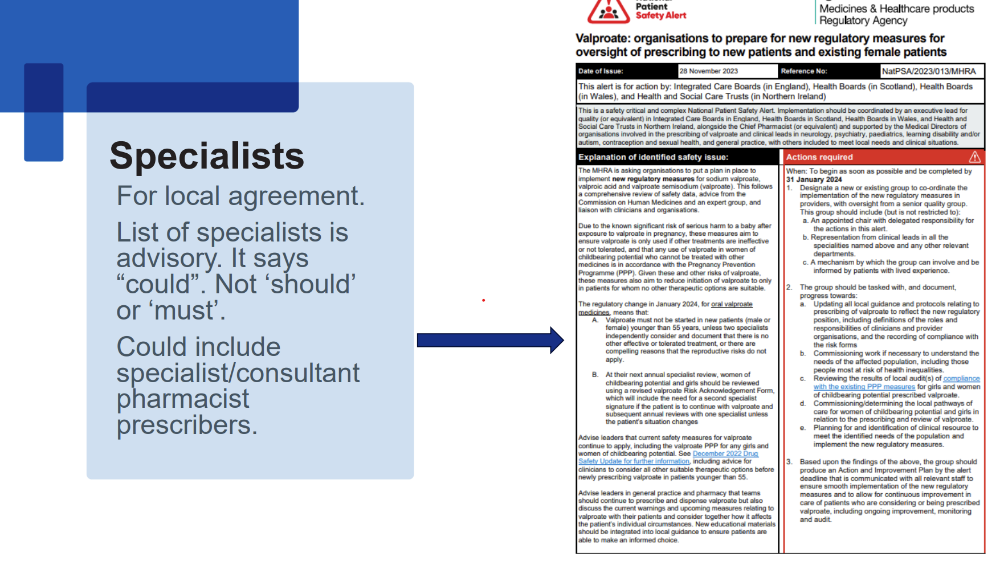 Specialists
For local agreement.
List of specialists is
advisory. It says
“could”. Not ‘should’
or ‘must’.
Could include
specialist/consultant
pharmacist
prescribers.
Patient
Safety Alert
Medicines & Healthcare products
Regulatory Agency
Valproate: organisations to prepare for new regulatory measures for
oversight of prescribing to new patients and existing female patients
Date of Issue: 28 November 2023 Reference No: NatPSA/2023/013/MHRA
This alert is for action by: Integrated Care Boards (in England), Health Boards (in Scotland), Health Boards
(in Wales), and Health and Social Care Trusts (in Northern Ireland)
This is a safety critical and complex National Patient Safety Alert. Implementation should be coordinated by an executive lead for
quality (or equivalent) in Integrated Care Boards in England, Health Boards in Scotland, Health Boards in Wales, and Health and
Social Care Trusts in Northern Ireland, alongside the Chief Pharmacist (or equivalent) and supported by the Medical Directors of
organisations involved in the prescribing of valproate and clinical leads in neurology, psychiatry, paediatrics, learning disability and/or
autism, contraception and sexual health, and general practice, with others included to meet local needs and clinical situations.
Explanation of identified safety issue:
The MHRA is asking organisations to put a plan in place to
implement new regulatory measures for sodium valproate,
valproic acid and valproate semisodium (valproate). This follows
a comprehensive review of safety data, advice from the
Commission on Human Medicines and an expert group, and
liaison with clinicians and organisations.
Due to the known significant risk of serious harm to a baby after
exposure to valproate in pregnancy, these measures aim to
ensure valproate is only used if other treatments are ineffective
or not tolerated, and that any use of valproate in women of
childbearing potential who cannot be treated with other
medicines is in accordance with the Pregnancy Prevention
Programme (PPP). Given these and other risks of valproate,
these measures also aim to reduce initiation of valproate to only
in patients for whom no other therapeutic options are suitable.
The regulatory change in January 2024, for oral valproate
medicines, means that:
A. Valproate must not be started in new patients (male or
female) younger than 55 years, unless two specialists
independently consider and document that there is no
other effective or tolerated treatment, or there are
compelling reasons that the reproductive risks do not
apply.
B. At their next annual specialist review, women of
childbearing potential and girls should be reviewed
using a revised valproate Risk Acknowledgement Form,
which will include the need for a second specialist
signature if the patient is to continue with valproate and
subsequent annual reviews with one specialist unless
the patient's situation changes
Advise leaders that current safety measures for valproate
continue to apply, including the valproate PPP for any girls and
women of childbearing potential. See December 2022 Drug
Safety Update for further information, including advice for
clinicians to consider all other suitable therapeutic options before
newly prescribing valproate in patients younger than 55.
Advise leaders in general practice and pharmacy that teams
should continue to prescribe and dispense valproate but also
discuss the current warnings and upcoming measures relating to
valproate with their patients and consider together how it affects
the patient's individual circumstances. New educational materials
should be integrated into local guidance to ensure patients are
able to make an informed choice.
Actions required
When: To begin as soon as possible and be completed by
31 January 2024
1. Designate a new or existing group to co-ordinate the
implementation of the new regulatory measures in
providers, with oversight from a senior quality group.
This group should include (but is not restricted to):
a. An appointed chair with delegated responsibility for
the actions in this alert.
b. Representation from clinical leads in all the
specialities named above and any other relevant
departments.
c. A mechanism by which the group can involve and be
informed by patients with lived experience.
2. The group should be tasked with, and document,
progress towards:
a. Updating all local guidance and protocols relating to
prescribing of valproate to reflect the new regulatory
position, including definitions of the roles and
responsibilities of clinicians and provider
organisations, and the recording of compliance with
the risk forms
b. Commissioning work if necessary to understand the
needs of the affected population, including those
people most at risk of health inequalities.
c. Reviewing the results of local audit(s) of compliance
with the existing PPP measures for girls and women
of childbearing potential prescribed valproate.
d. Commissioning/determining the local pathways of
care for women of childbearing potential and girls in
relation to the prescribing and review of valproate.
e. Planning for and identification of clinical resource to
meet the identified needs of the population and
implement the new regulatory measures.
3. Based upon the findings of the above, the group should
produce an Action and Improvement Plan by the alert
deadline that is communicated with all relevant staff to
ensure smooth implementation of the new regulatory
measures and to allow for continuous improvement in
care of patients who are considering or being prescribed
valproate, including ongoing improvement, monitoring
and audit.